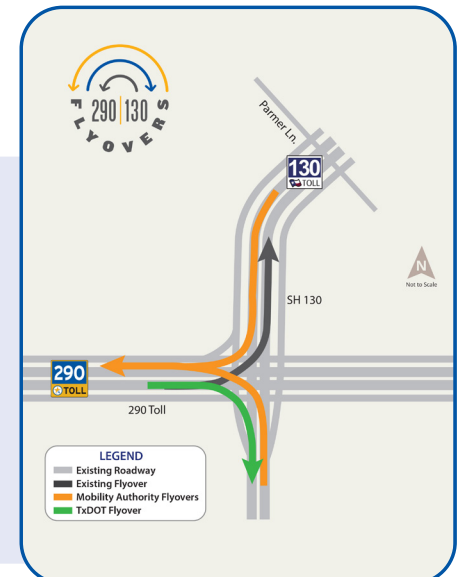 290|130
FLYOVERS
Parmer Ln.
130
TOLL
N
Not to Scale
SH 130
290
TOLL
290 Toll
LEGEND
Existing Roadway
Existing Flyover
Mobility Authority Flyovers
TxDOT Flyover